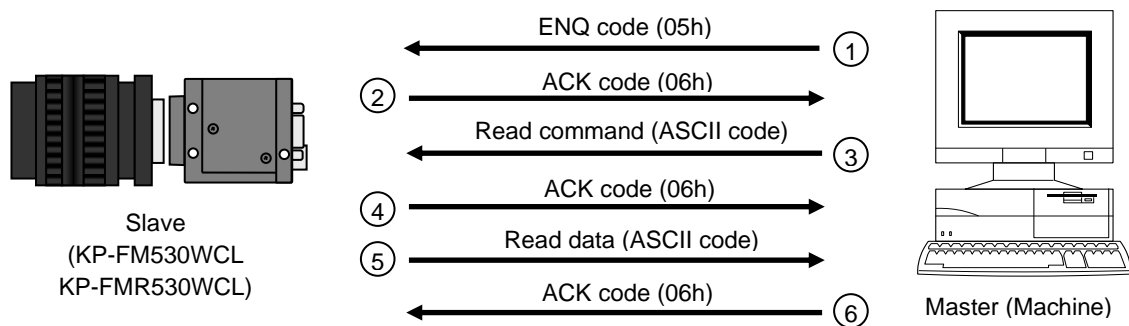 ENQ code (05h)
1
ACK code (06h)
2
Read command (ASCII code)
3
ACK code (06h)
4
Read data (ASCII code)
5
ACK code (06h)
6
Slave
(KP-FM530WCL
KP-FMR530WCL)
Master (Machine)